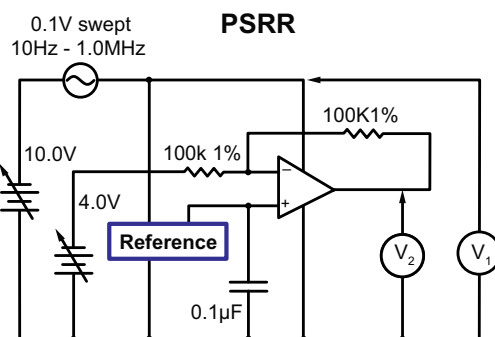 PSRR
0.1V swept
10Hz - 1.0MHz
100K1%
10.0V
100k 1%
4.0V
−
+
Reference
V2
V1
0.1µF